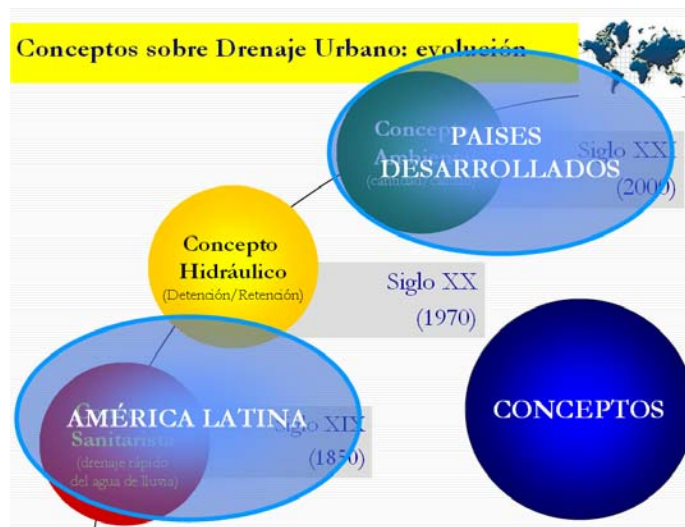 Conceptos sobre Drenaje Urbano: evolución
PAISES
DESARROLLADOS
Siglo XXI
(2000)
Concepto
Hidráulico
(Detención/Retención)
Siglo XX
(1970)
AMÉRICA LATINA
Sanitarista
(drenaje rápido
del agua de lluvia)
Siglo XIX
(1850)
CONCEPTOS